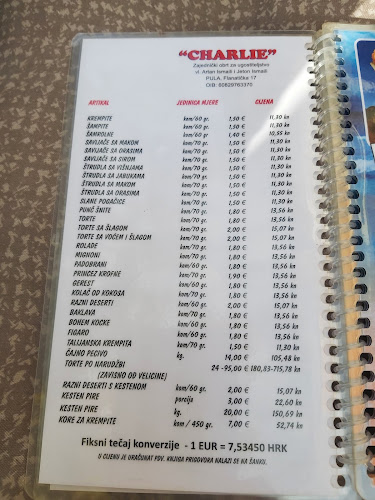 “CHARLIE”
Zajednički obrt za ugostiteljstvo
vl. Artan Ismaili i Jeton Ismaili
PULA, Flanatička 17
OIB: 60829763370
ARTIKAL JEDINICA MJERE CIJENA
KREMPITE kom/60 gr. 1,50 € 11,30 kn
ŠAMPITE kom/60 gr. 1,50 € 11,30 kn
ŠAMROLNE kom/60 gr. 1,40 € 10,55 kn
SAVIJAČE SA MAKOM kom/70 gr. 1,50 € 11,30 kn
SAVIJAČE SA ORASIMA kom/70 gr. 1,50 € 11,30 kn
SAVIJAČE SA SIROM kom/70 gr. 1,50 € 11,30 kn
ŠTRUDLA SA VIŠNJAMA kom/70 gr. 1,50 € 11,30 kn
ŠTRUDLA SA JABUKAMA kom/70 gr. 1,50 € 11,30 kn
ŠTRUDLA SA MAKOM kom/70 gr. 1,50 € 11,30 kn
ŠTRUDLA SA ORASIMA kom/70 gr. 1,50 € 11,30 kn
SLANE POGAČICE kom/70 gr. 1,50 € 11,30 kn
PUNČ ŠNITE kom/70 gr. 1,80 € 13,56 kn
TORTE kom/70 gr. 1,80 € 13,56 kn
TORTE SA ŠLAGOM kom/70 gr. 2,00 € 15,07 kn
TORTE SA VOĆEM I ŠLAGOM kom/70 gr. 2,00 € 15,07 kn
ROLADE kom/70 gr. 1,80 € 13,56 kn
MIGNONI kom/70 gr. 1,80 € 13,56 kn
PADOBRANI kom/60 gr. 1,80 € 13,56 kn
PRINCEZ KROFNE kom/70 gr. 1,80 € 13,56 kn
GEREST kom/70 gr. 1,80 € 13,56 kn
KOLAČ OD KOKOSA kom/70 gr. 1,80 € 13,56 kn
RAZNI DESERTI kom/60 gr. 2,00 € 15,07 kn
BAKLAVA kom/70 gr. 1,80 € 13,56 kn
BOHEM KOCKE kom/70 gr. 1,80 € 13,56 kn
FIGARO kom/70 gr. 1,80 € 13,56 kn
TALIJANSKA KREMPITA kom/70 gr. 1,50 € 11,30 kn
ČAJNO PECIVO kg. 14,00 € 105,48 kn
TORTE PO NARUDŽBI 24 -95,00 € 180,83-715,78 kn
(ZAVISNO OD VELIČINE)
RAZNI DESERTI S KESTENOM kom/60 gr. 2,00 € 15,07 kn
KESTEN PIRE porcija 3,00 € 22,60 kn
KESTEN PIRE kg. 20,00 € 150,69 kn
KORE ZA KREMPITE kom / 450 gr. 7,00 € 52,74 kn
Fiksni tečaj konverzije - 1 EUR = 7,53450 HRK
U CIJENU JE URAČUNAT PDV. KNJIGA PRIGOVORA NALAZI SE NA ŠANKU.